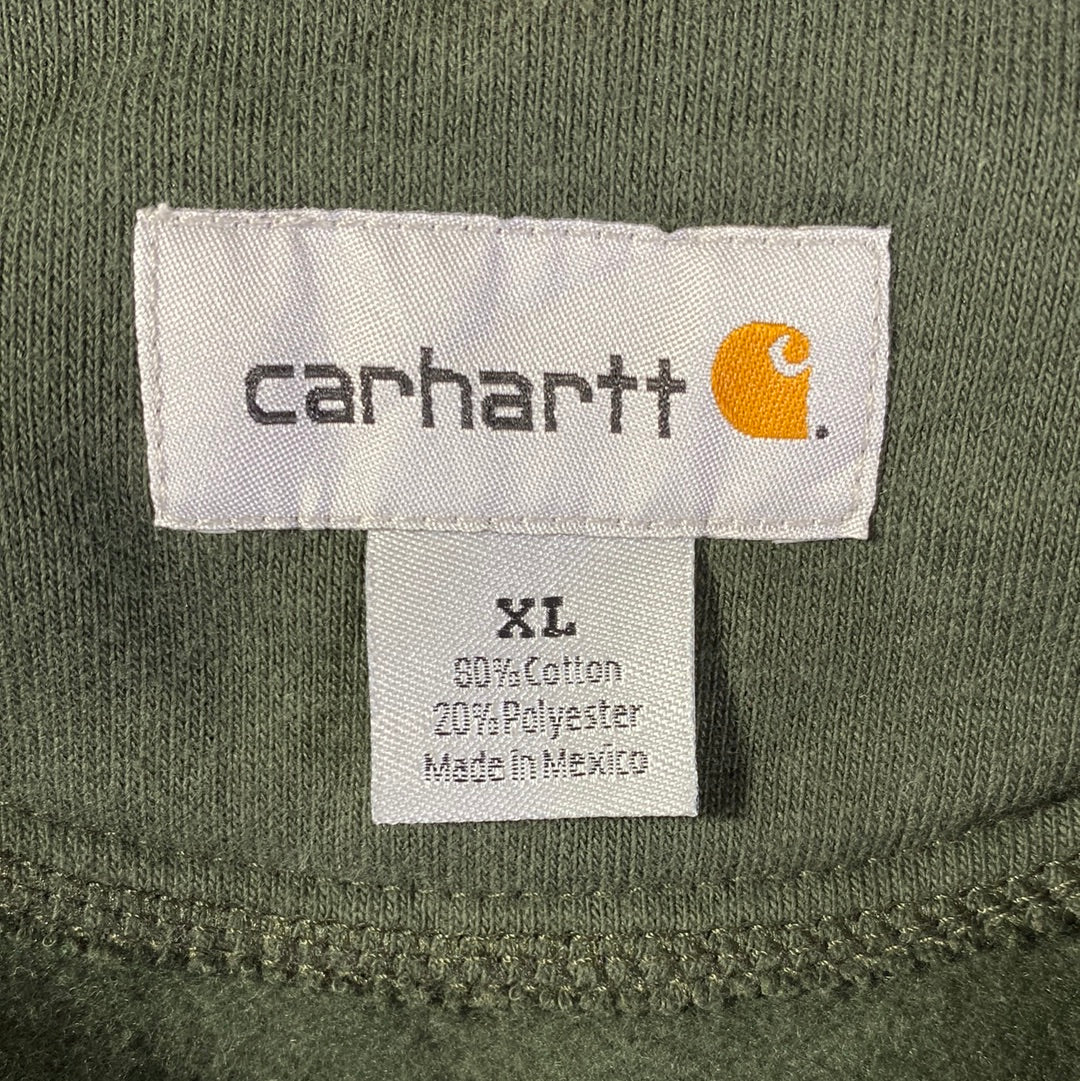 carhartt
XL
80% Cotton
20% Polyester
Made in Mexico